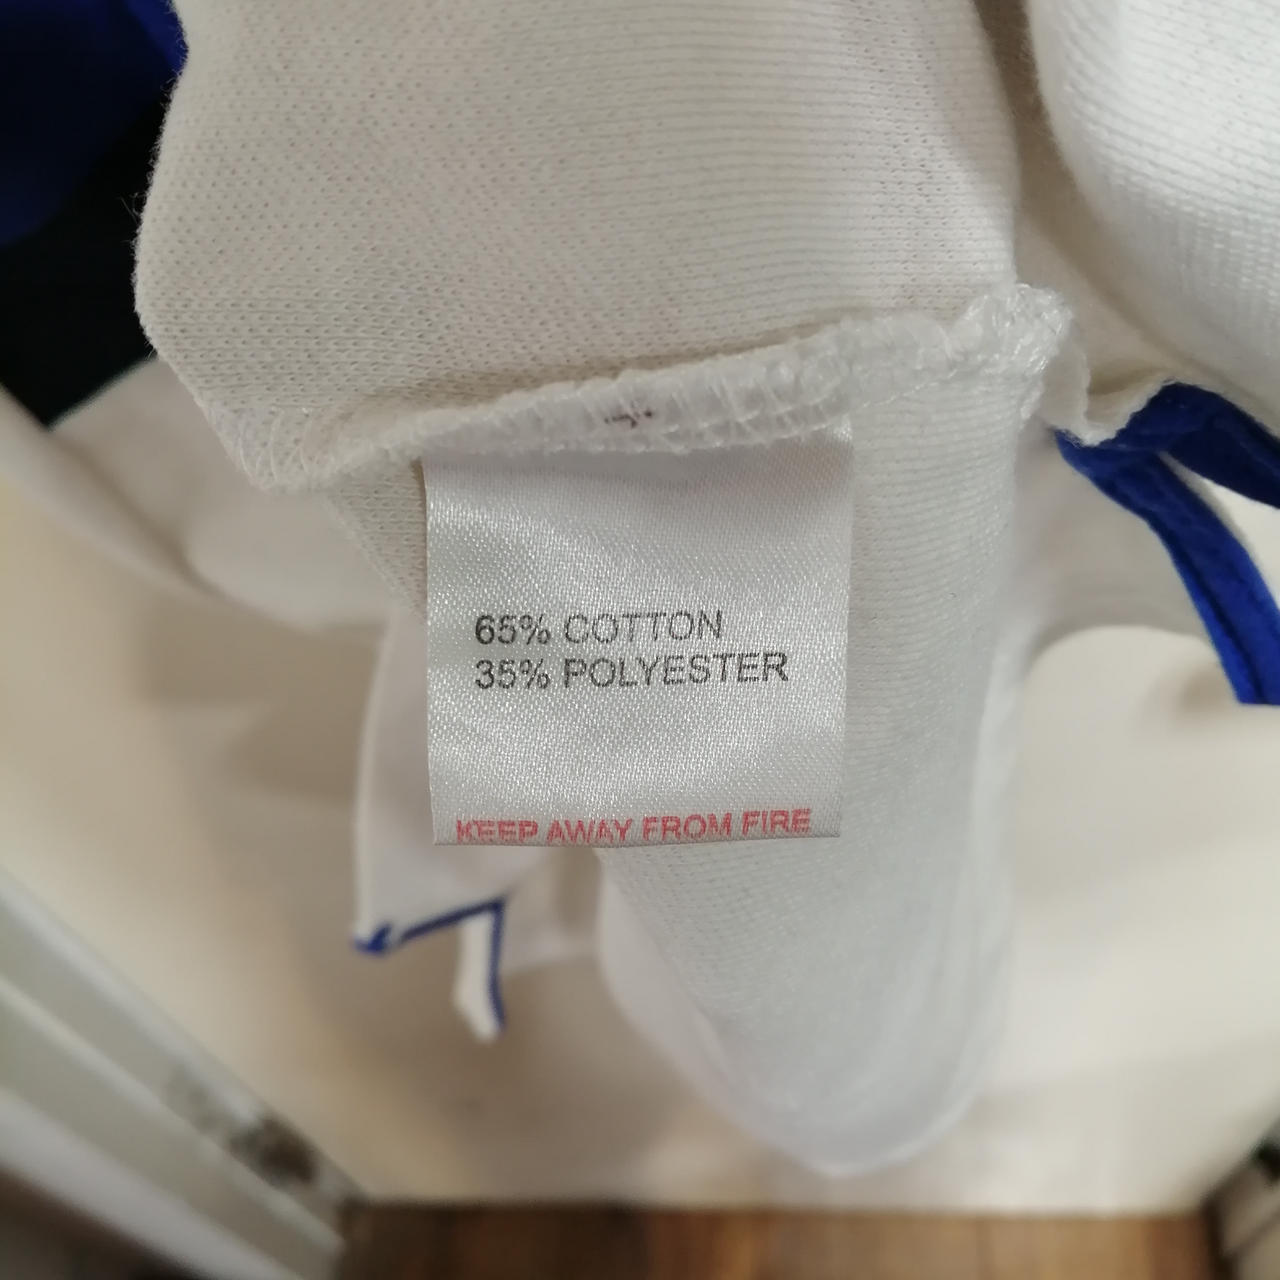 65% COTTON
35% POLYESTER
KEEP AWAY FROM FIRE